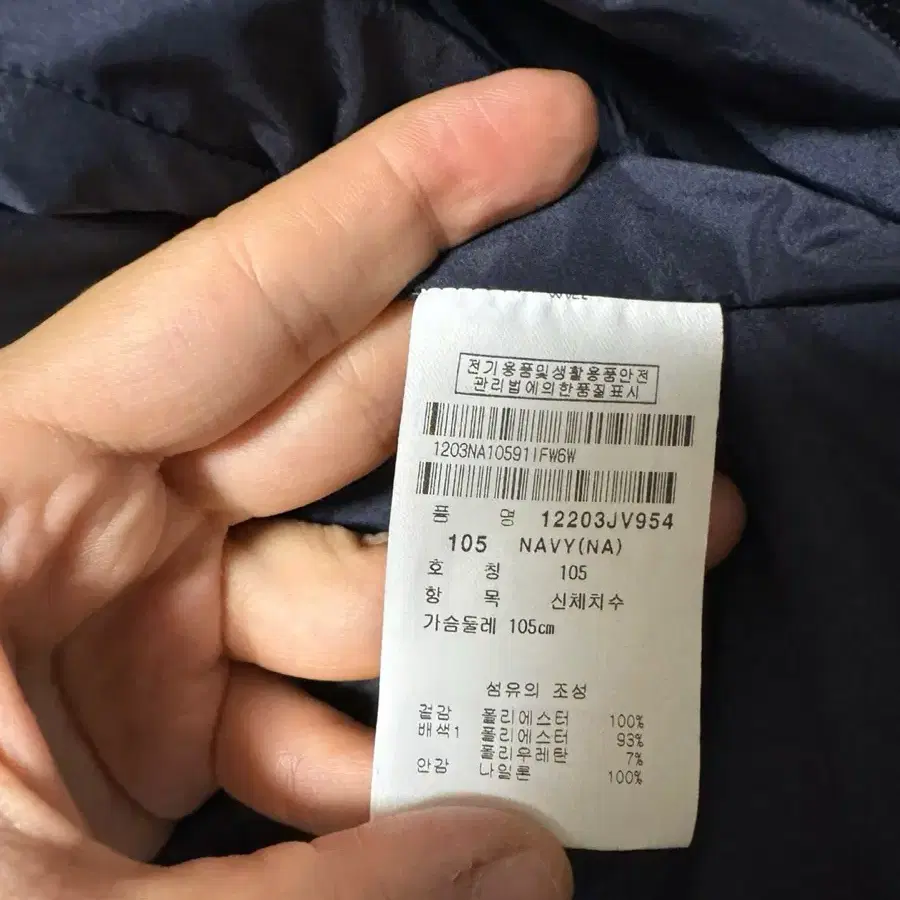 전기용품및생활용품안전
관리법에의한품질표시
1203NA10591IFW6W
품 명 12203JV954
105 NAVY(NA)
호 칭 105
항 목 신체치수
가슴둘레 105cm
섬유의 조성
겉감 폴리에스터 100%
배색1 폴리에스터 93%
폴리우레탄 7%
안감 나일론 100%